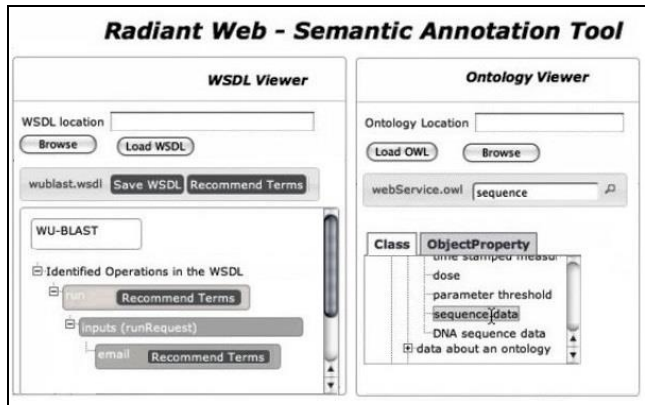 Radiant Web - Semantic Annotation Tool
WSDL Viewer
WSDL location
Browse
Load WSDL
wublast.wsdl Save WSDL Recommend Terms
WU-BLAST
Identified Operations in the WSDL
run Recommend Terms
inputs (runRequest)
email Recommend Terms
Ontology Viewer
Ontology Location
Load OWL
Browse
webService.owl sequence
Class ObjectProperty
time stamped measur
dose
parameter threshold
sequence data
DNA sequence data
data about an ontology